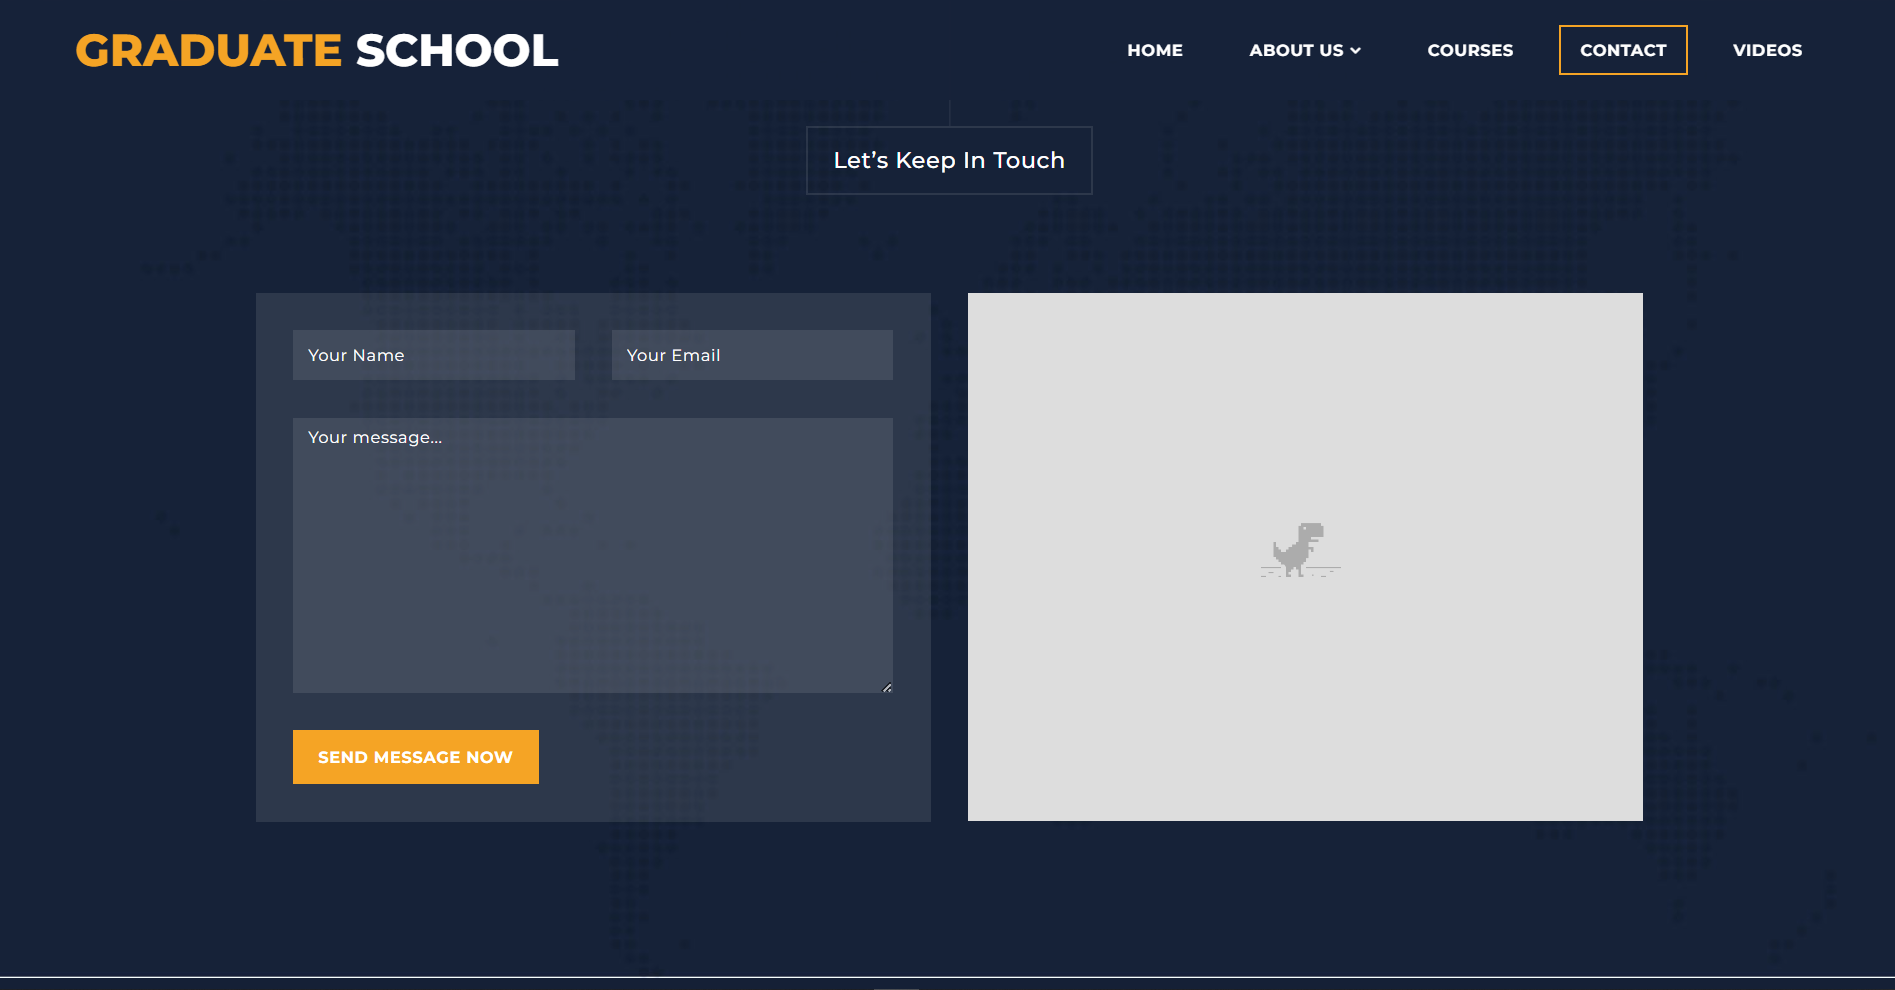 GRADUATE SCHOOL
HOME ABOUT US COURSES CONTACT VIDEOS
Let’s Keep In Touch
Your Name
Your Email
Your message...
SEND MESSAGE NOW